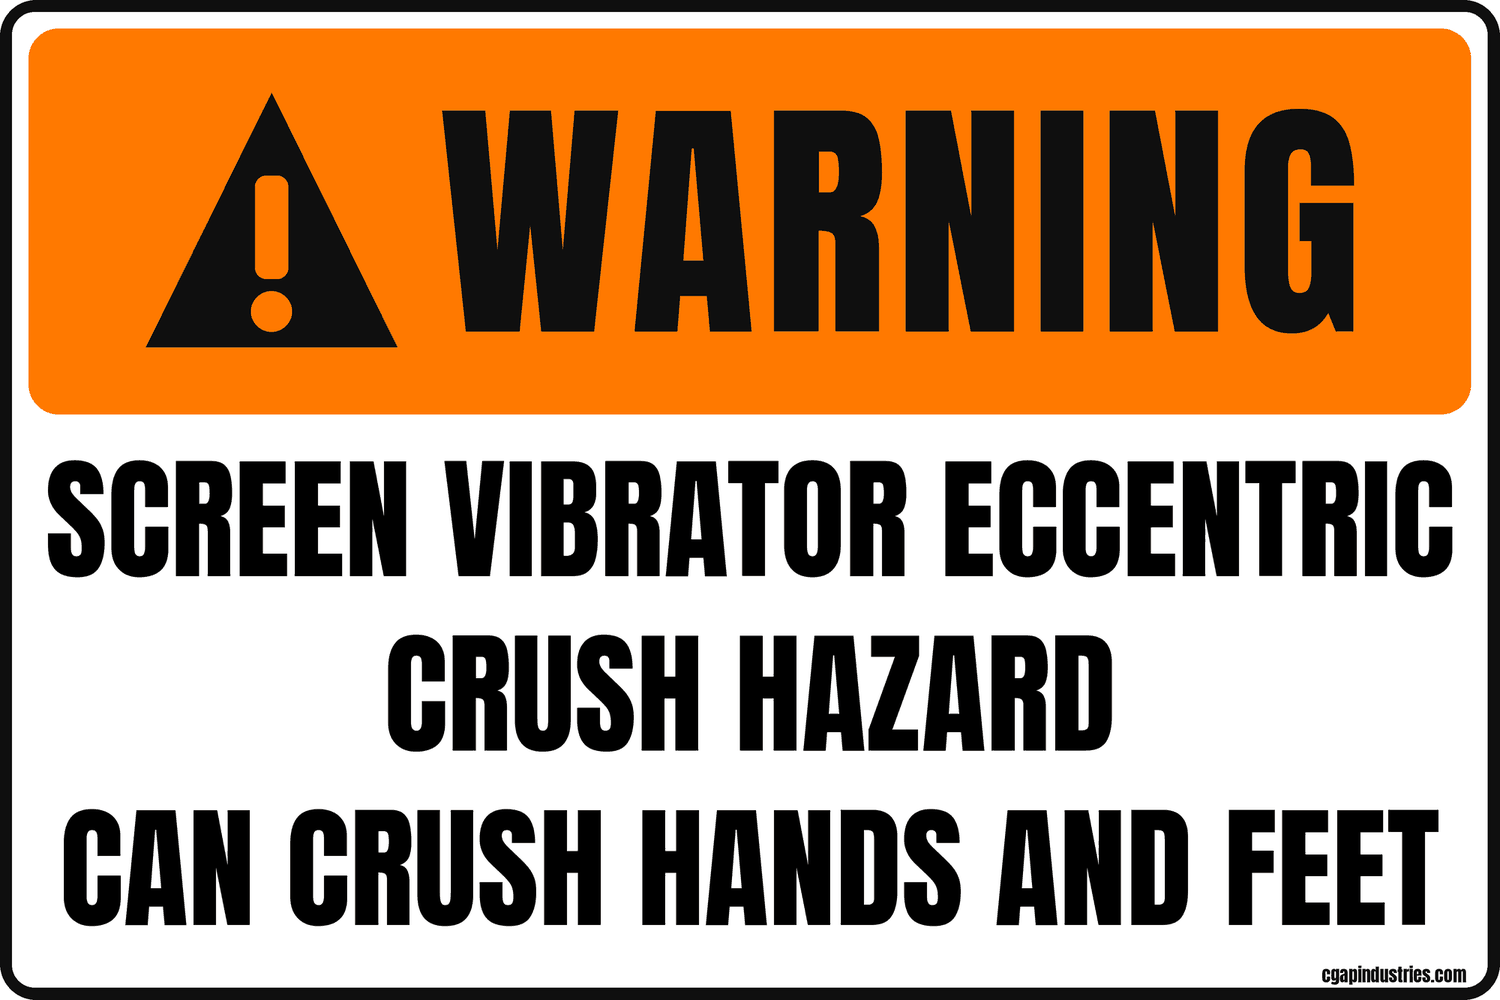 WARNING
SCREEN VIBRATOR ECCENTRIC
CRUSH HAZARD
CAN CRUSH HANDS AND FEET
cgapindustries.com